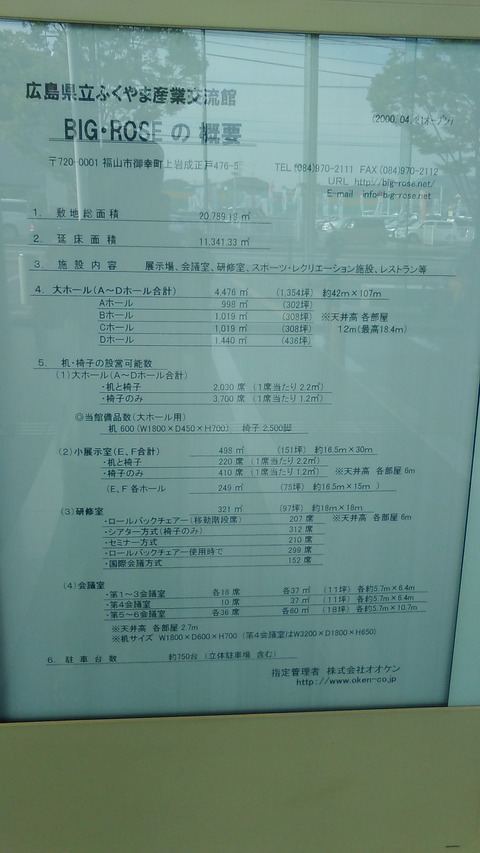 広島県立ふくやま産業交流館
(2000.04.21オープン)
BIG・ROSE の 概要
〒720-0001 福山市御幸町上岩成正戸476-5
TEL (084)970-2111 FAX (084)970-2112
URL http://big-rose.net/
E-mail info@big-rose.net
1. 敷地総面積 20,789.18 ㎡
2. 延床面積 11,341.33 ㎡
3. 施設内容 展示場、会議室、研修室、スポーツ・レクリエーション施設、レストラン等
4. 大ホール(A~Dホール合計) 4,476 ㎡ (1,354坪) 約42m×107m
Aホール 998 ㎡ (302坪)
Bホール 1,019 ㎡ (308坪) ※天井高 各部屋
Cホール 1,019 ㎡ (308坪) 12m(最高18.4m)
Dホール 1,440 ㎡ (436坪)
5. 机・椅子の設営可能数
(1)大ホール(A~Dホール合計)
・机と椅子 2,030 席 (1席当たり2.2㎡)
・椅子のみ 3,700 席 (1席当たり1.2㎡)
◎当館備品数(大ホール用)
机 600 (W1800×D450×H700) 椅子 2,500脚
(2)小展示室(E、F合計) 498 ㎡ (151坪) 約16.5m×30m
・机と椅子 220 席 (1席当たり2.2㎡)
・椅子のみ 410 席 (1席当たり1.2㎡) ※天井高 各部屋 6m
(E、F 各ホール 249 ㎡ (75坪) 約16.5m×15m )
(3)研修室 321 ㎡ (97坪) 約18m×18m
・ロールバックチェアー(移動階段席) 207 席 ※天井高 各部屋 6m
・シアター方式(椅子のみ) 312 席
・セミナー方式 210 席
・ロールバックチェアー使用時で 299 席
・国際会議方式 152 席
(4)会議室
・第1~3会議室 各18 席 各37 ㎡ (11坪) 各約5.7m×6.4m
・第4会議室 10 席 37 ㎡ (11坪) 各約5.7m×6.4m
・第5~6会議室 各36 席 各60 ㎡ (18坪) 各約5.7m×10.7m
※天井高 各部屋 2.7m
※机サイズ W1800×D600×H700 (第4会議室はW3200×D1800×H650)
6. 駐車台数 約750台 (立体駐車場 含む)
指定管理者 株式会社オオケン
http://www.oken-co.jp